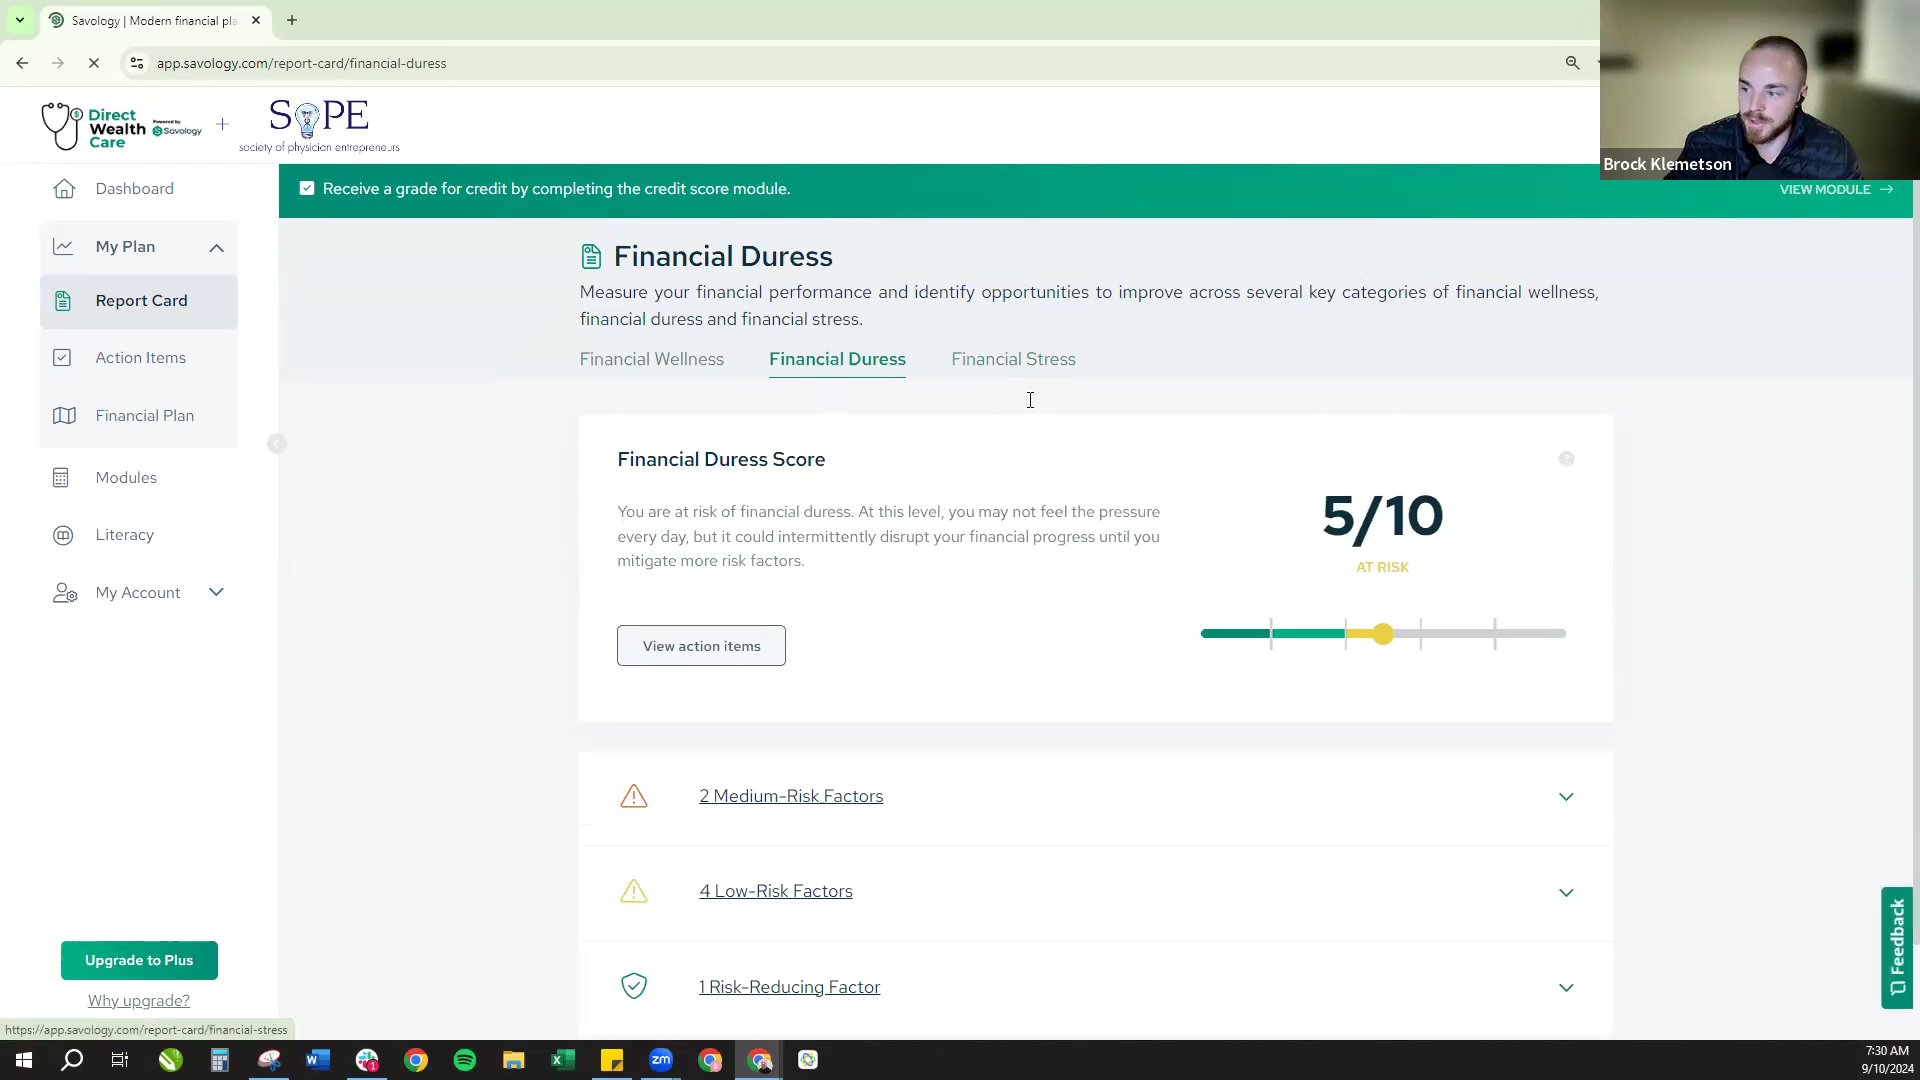 Savology | Modern financial pla
app.savology.com/report-card/financial-duress
Brock Klemetson
Direct
Wealth
Care
Powered by
Savology
SOPE
society of physician entrepreneurs
Dashboard
My Plan
Report Card
Action Items
Financial Plan
Modules
Literacy
My Account
Upgrade to Plus
Why upgrade?
Receive a grade for credit by completing the credit score module.
VIEW MODULE
Financial Duress
Measure your financial performance and identify opportunities to improve across several key categories of financial wellness,
financial duress and financial stress.
Financial Wellness
Financial Duress
Financial Stress
Financial Duress Score
?
You are at risk of financial duress. At this level, you may not feel the pressure
every day, but it could intermittently disrupt your financial progress until you
mitigate more risk factors.
5/10
AT RISK
View action items
2 Medium-Risk Factors
4 Low-Risk Factors
1 Risk-Reducing Factor
Feedback
https://app.savology.com/report-card/financial-stress
zm
1
7:30 AM
9/10/2024